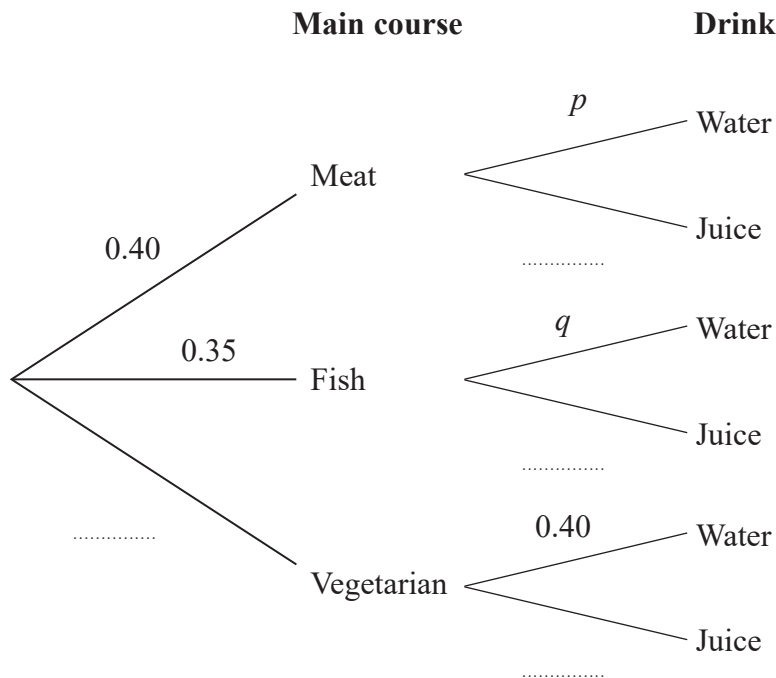 Main course Drink
p
Water
Meat
Juice
0.40
...............
q
Water
0.35
Fish
Juice
...............
0.40
Water
...............
Vegetarian
Juice
...............